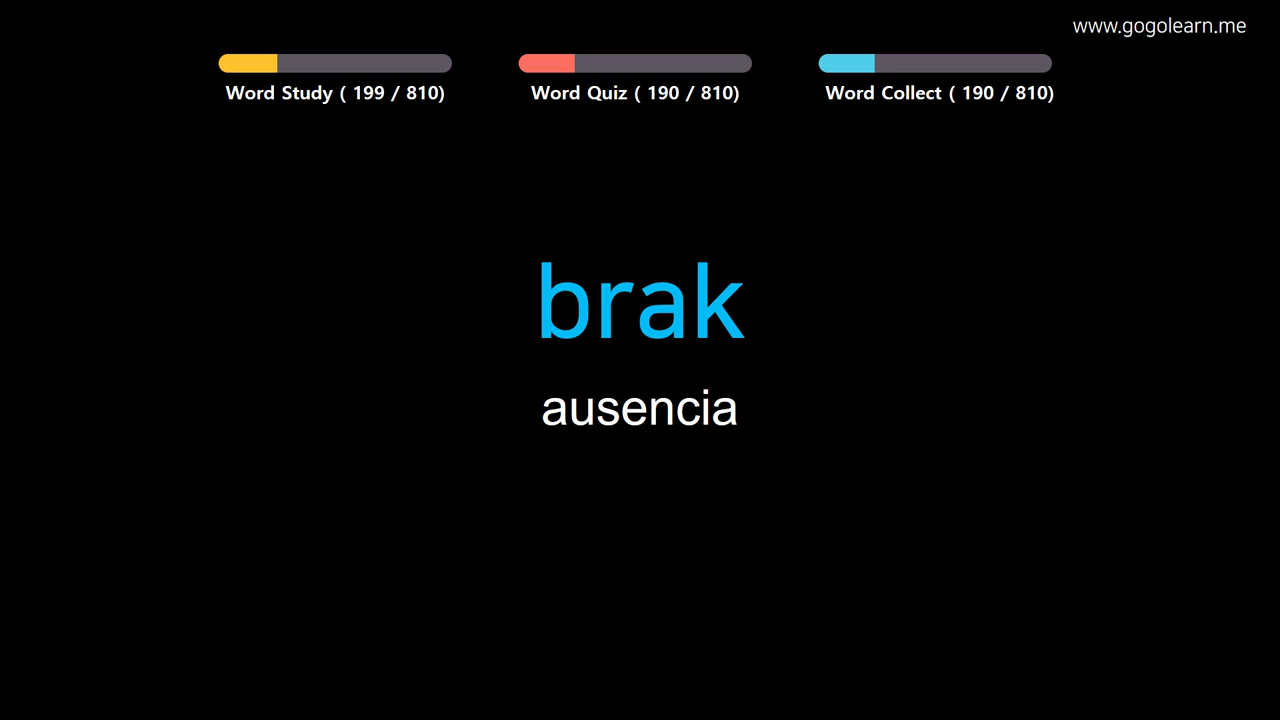 www.gogolearn.me
Word Study ( 199 / 810)
Word Quiz ( 190 / 810)
Word Collect ( 190 / 810)
brak
ausencia